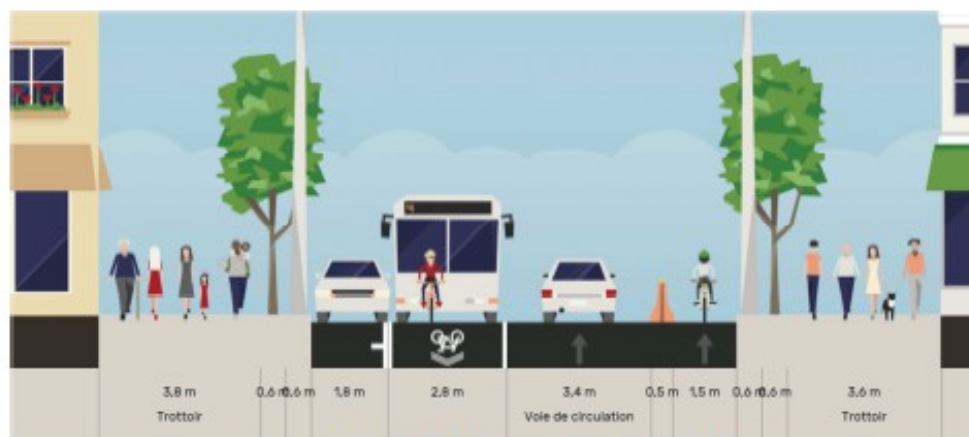 3,8 m 0,6 m 0,6 m 1,8 m 2,8 m 3,4 m 0,5 m 1,5 m 0,6 m 0,6 m 3,6 m
Trottoir Voie de circulation Trottoir